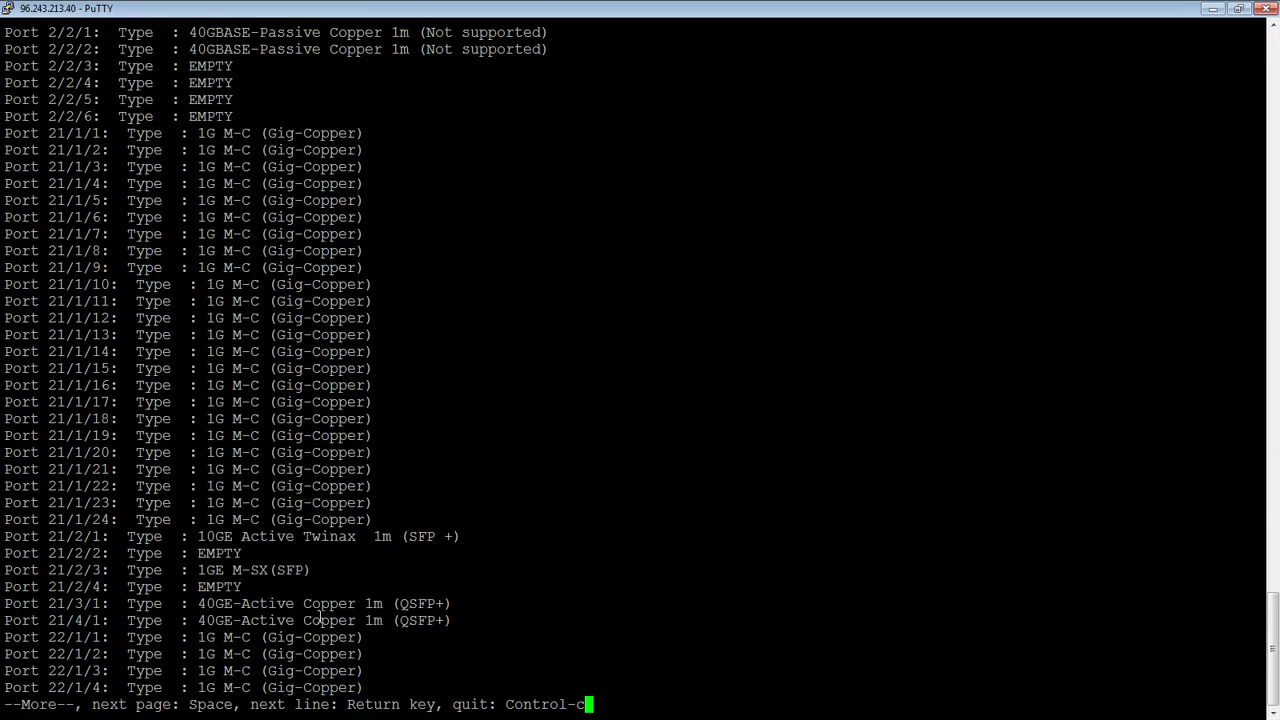 96.243.213.40 - PuTTY
Port 2/2/1:  Type  : 40GBASE-Passive Copper 1m (Not supported)
Port 2/2/2:  Type  : 40GBASE-Passive Copper 1m (Not supported)
Port 2/2/3:  Type  : EMPTY
Port 2/2/4:  Type  : EMPTY
Port 2/2/5:  Type  : EMPTY
Port 2/2/6:  Type  : EMPTY
Port 21/1/1:  Type  : 1G M-C (Gig-Copper)
Port 21/1/2:  Type  : 1G M-C (Gig-Copper)
Port 21/1/3:  Type  : 1G M-C (Gig-Copper)
Port 21/1/4:  Type  : 1G M-C (Gig-Copper)
Port 21/1/5:  Type  : 1G M-C (Gig-Copper)
Port 21/1/6:  Type  : 1G M-C (Gig-Copper)
Port 21/1/7:  Type  : 1G M-C (Gig-Copper)
Port 21/1/8:  Type  : 1G M-C (Gig-Copper)
Port 21/1/9:  Type  : 1G M-C (Gig-Copper)
Port 21/1/10:  Type  : 1G M-C (Gig-Copper)
Port 21/1/11:  Type  : 1G M-C (Gig-Copper)
Port 21/1/12:  Type  : 1G M-C (Gig-Copper)
Port 21/1/13:  Type  : 1G M-C (Gig-Copper)
Port 21/1/14:  Type  : 1G M-C (Gig-Copper)
Port 21/1/15:  Type  : 1G M-C (Gig-Copper)
Port 21/1/16:  Type  : 1G M-C (Gig-Copper)
Port 21/1/17:  Type  : 1G M-C (Gig-Copper)
Port 21/1/18:  Type  : 1G M-C (Gig-Copper)
Port 21/1/19:  Type  : 1G M-C (Gig-Copper)
Port 21/1/20:  Type  : 1G M-C (Gig-Copper)
Port 21/1/21:  Type  : 1G M-C (Gig-Copper)
Port 21/1/22:  Type  : 1G M-C (Gig-Copper)
Port 21/1/23:  Type  : 1G M-C (Gig-Copper)
Port 21/1/24:  Type  : 1G M-C (Gig-Copper)
Port 21/2/1:  Type  : 10GE Active Twinax  1m (SFP +)
Port 21/2/2:  Type  : EMPTY
Port 21/2/3:  Type  : 1GE M-SX(SFP)
Port 21/2/4:  Type  : EMPTY
Port 21/3/1:  Type  : 40GE-Active Copper 1m (QSFP+)
Port 21/4/1:  Type  : 40GE-Active Copper 1m (QSFP+)
Port 22/1/1:  Type  : 1G M-C (Gig-Copper)
Port 22/1/2:  Type  : 1G M-C (Gig-Copper)
Port 22/1/3:  Type  : 1G M-C (Gig-Copper)
Port 22/1/4:  Type  : 1G M-C (Gig-Copper)
--More--, next page: Space, next line: Return key, quit: Control-c